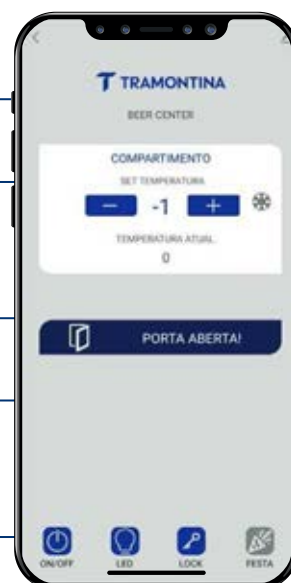 TRAMONTINA
BEER CENTER
COMPARTIMENTO
SET TEMPERATURA
-1
TEMPERATURA ATUAL
0
PORTA ABERTA!
ON/OFF LED LOCK FESTA